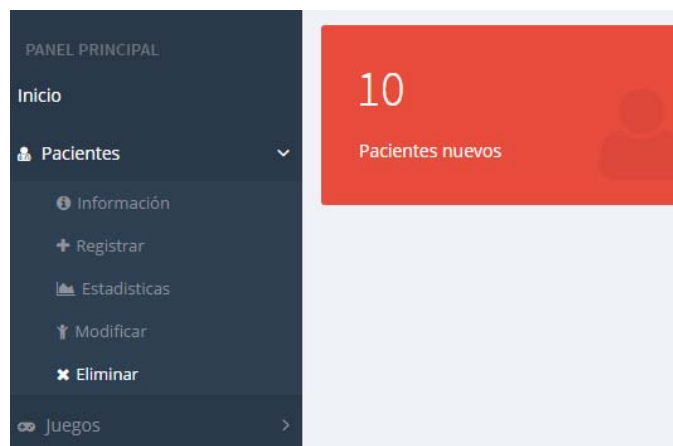 PANEL PRINCIPAL
Inicio
Pacientes
Información
Registrar
Estadisticas
Modificar
Eliminar
Juegos
10
Pacientes nuevos